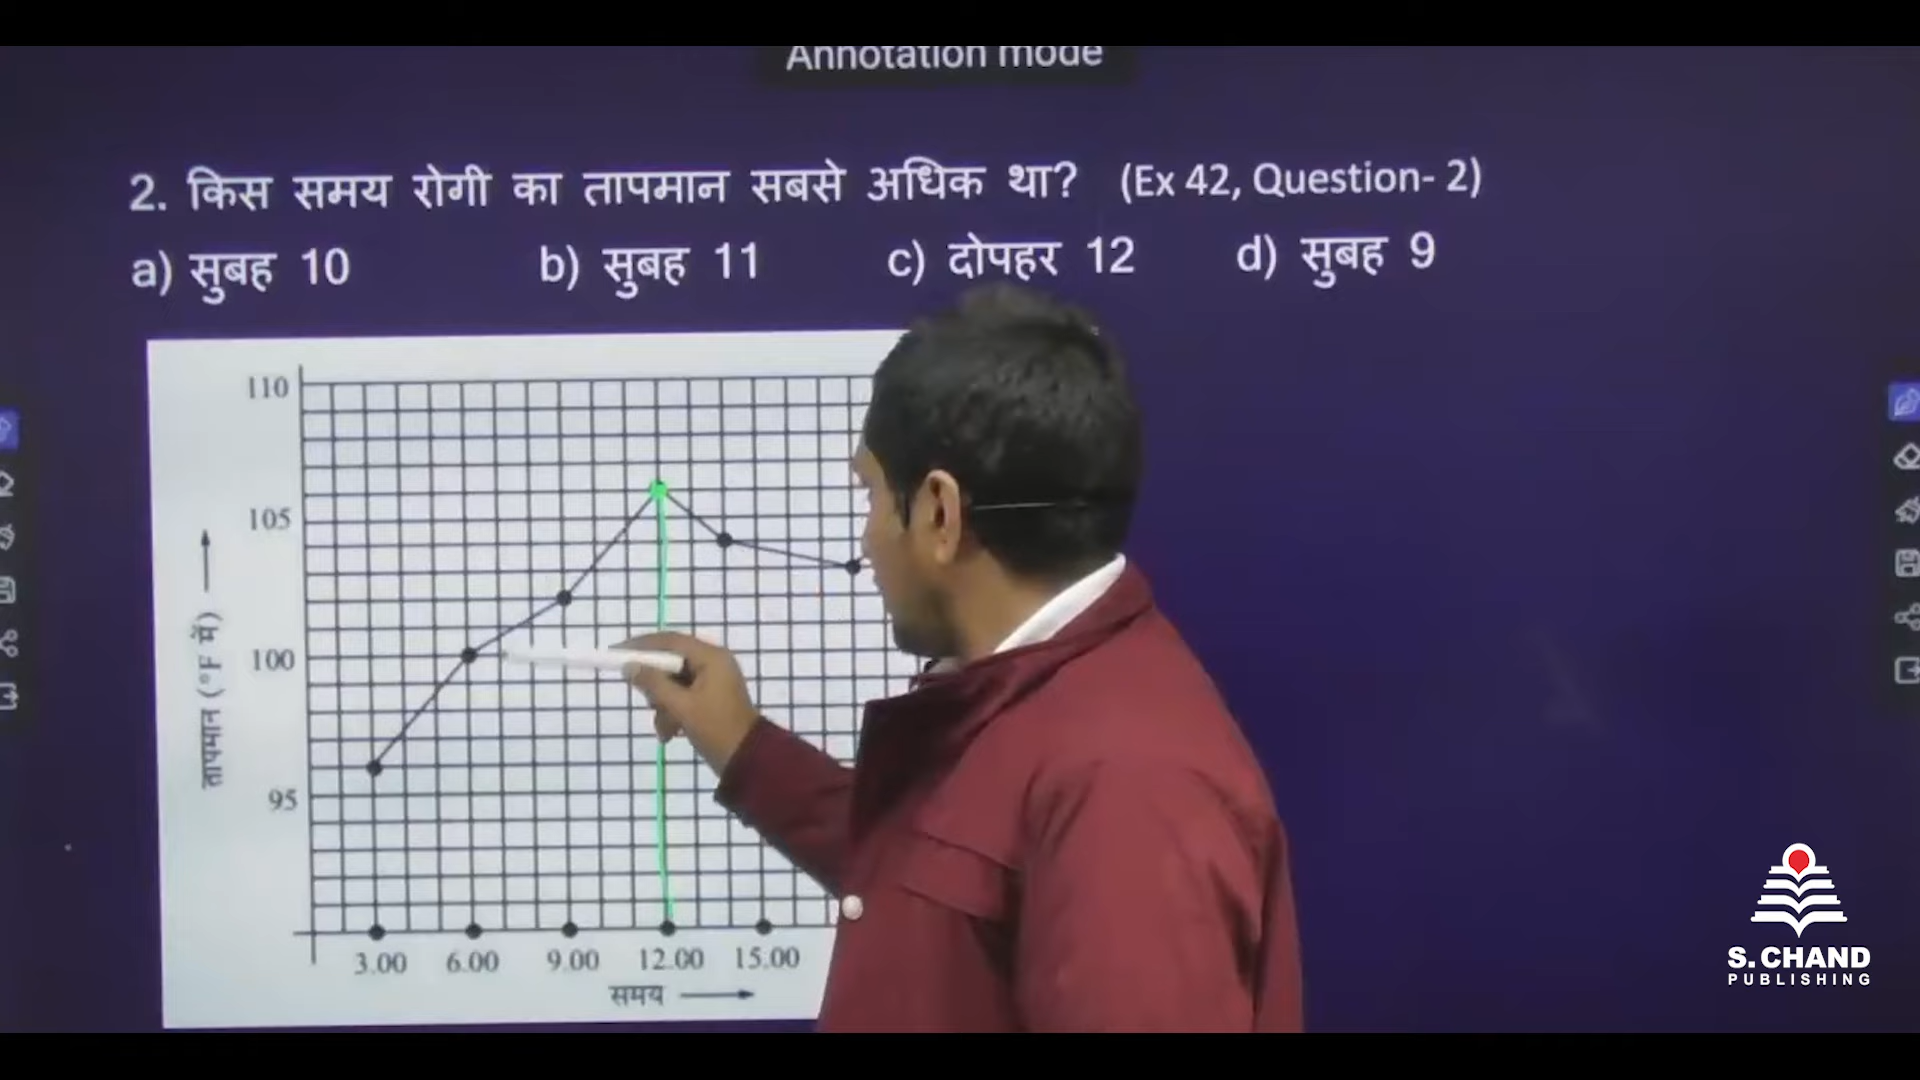 Annotation mode
2. किस समय रोगी का तापमान सबसे अधिक था? (Ex 42, Question- 2)
a) सुबह 10 b) सुबह 11 c) दोपहर 12 d) सुबह 9
110
105
100
95
तापमान (°F में)
3.00 6.00 9.00 12.00 15.00
समय
S. CHAND
PUBLISHING